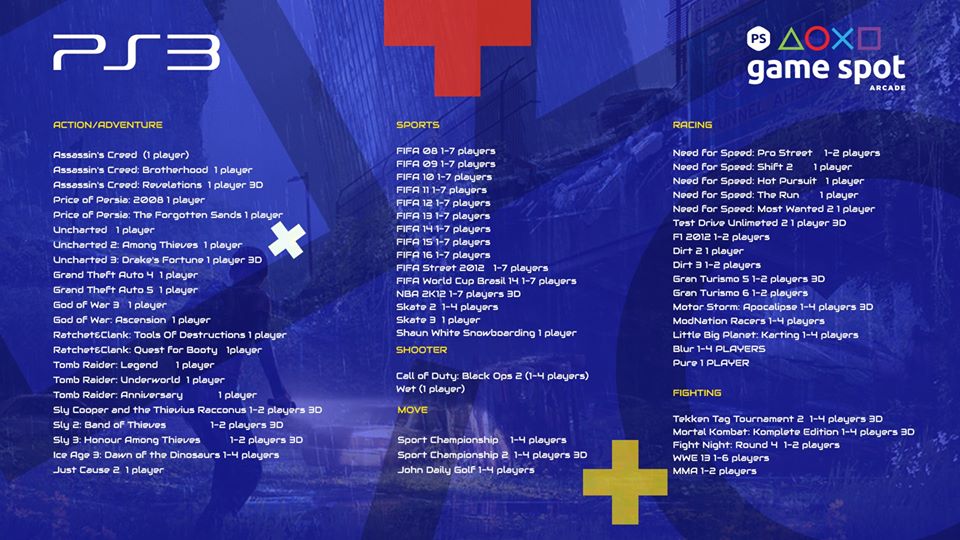 PS3
PS
game spot
ARCADE
ACTION/ADVENTURE
Assassin's Creed (1 player)
Assassin's Creed: Brotherhood 1 player
Assassin's Creed: Revelations 1 player 3D
Price of Persia: 2008 1 player
Price of Persia: The Forgotten Sands 1 player
Uncharted 1 player
Uncharted 2: Among Thieves 1 player
Uncharted 3: Drake's Fortune 1 player 3D
Grand Theft Auto 4 1 player
Grand Theft Auto 5 1 player
God of War 3 1 player
God of War: Ascension 1 player
Ratchet&Clank: Tools Of Destructions 1 player
Ratchet&Clank: Quest for Booty 1player
Tomb Raider: Legend 1 player
Tomb Raider: Underworld 1 player
Tomb Raider: Anniversary 1 player
Sly Cooper and the Thievius Racconus 1-2 players 3D
Sly 2: Band of Thieves 1-2 players 3D
Sly 3: Honour Among Thieves 1-2 players 3D
Ice Age 3: Dawn of the Dinosaurs 1-4 players
Just Cause 2 1 player
SPORTS
FIFA 08 1-7 players
FIFA 09 1-7 players
FIFA 10 1-7 players
FIFA 11 1-7 players
FIFA 12 1-7 players
FIFA 13 1-7 players
FIFA 14 1-7 players
FIFA 15 1-7 players
FIFA 16 1-7 players
FIFA Street 2012 1-7 players
FIFA World Cup Brasil 14 1-7 players
NBA 2K12 1-7 players 3D
Skate 2 1-4 players
Skate 3 1 player
Shaun White Snowboarding 1 player
SHOOTER
Call of Duty: Black Ops 2 (1-4 players)
Wet (1 player)
MOVE
Sport Championship 1-4 players
Sport Championship 2 1-4 players 3D
John Daily Golf 1-4 players
RACING
Need for Speed: Pro Street 1-2 players
Need for Speed: Shift 2 1 player
Need for Speed: Hot Pursuit 1 player
Need for Speed: The Run 1 player
Need for Speed: Most Wanted 2 1 player
Test Drive Unlimeted 2 1 player 3D
F1 2012 1-2 players
Dirt 2 1 player
Dirt 3 1-2 players
Gran Turismo 5 1-2 players 3D
Gran Turismo 6 1-2 players
Motor Storm: Apocalipse 1-4 players 3D
ModNation Racers 1-4 players
Little Big Planet: Karting 1-4 players
Blur 1-4 PLAYERS
Pure 1 PLAYER
FIGHTING
Tekken Tag Tournament 2 1-4 players 3D
Mortal Kombat: Komplete Edition 1-4 players 3D
Fight Night: Round 4 1-2 players
WWE 13 1-6 players
MMA 1-2 players